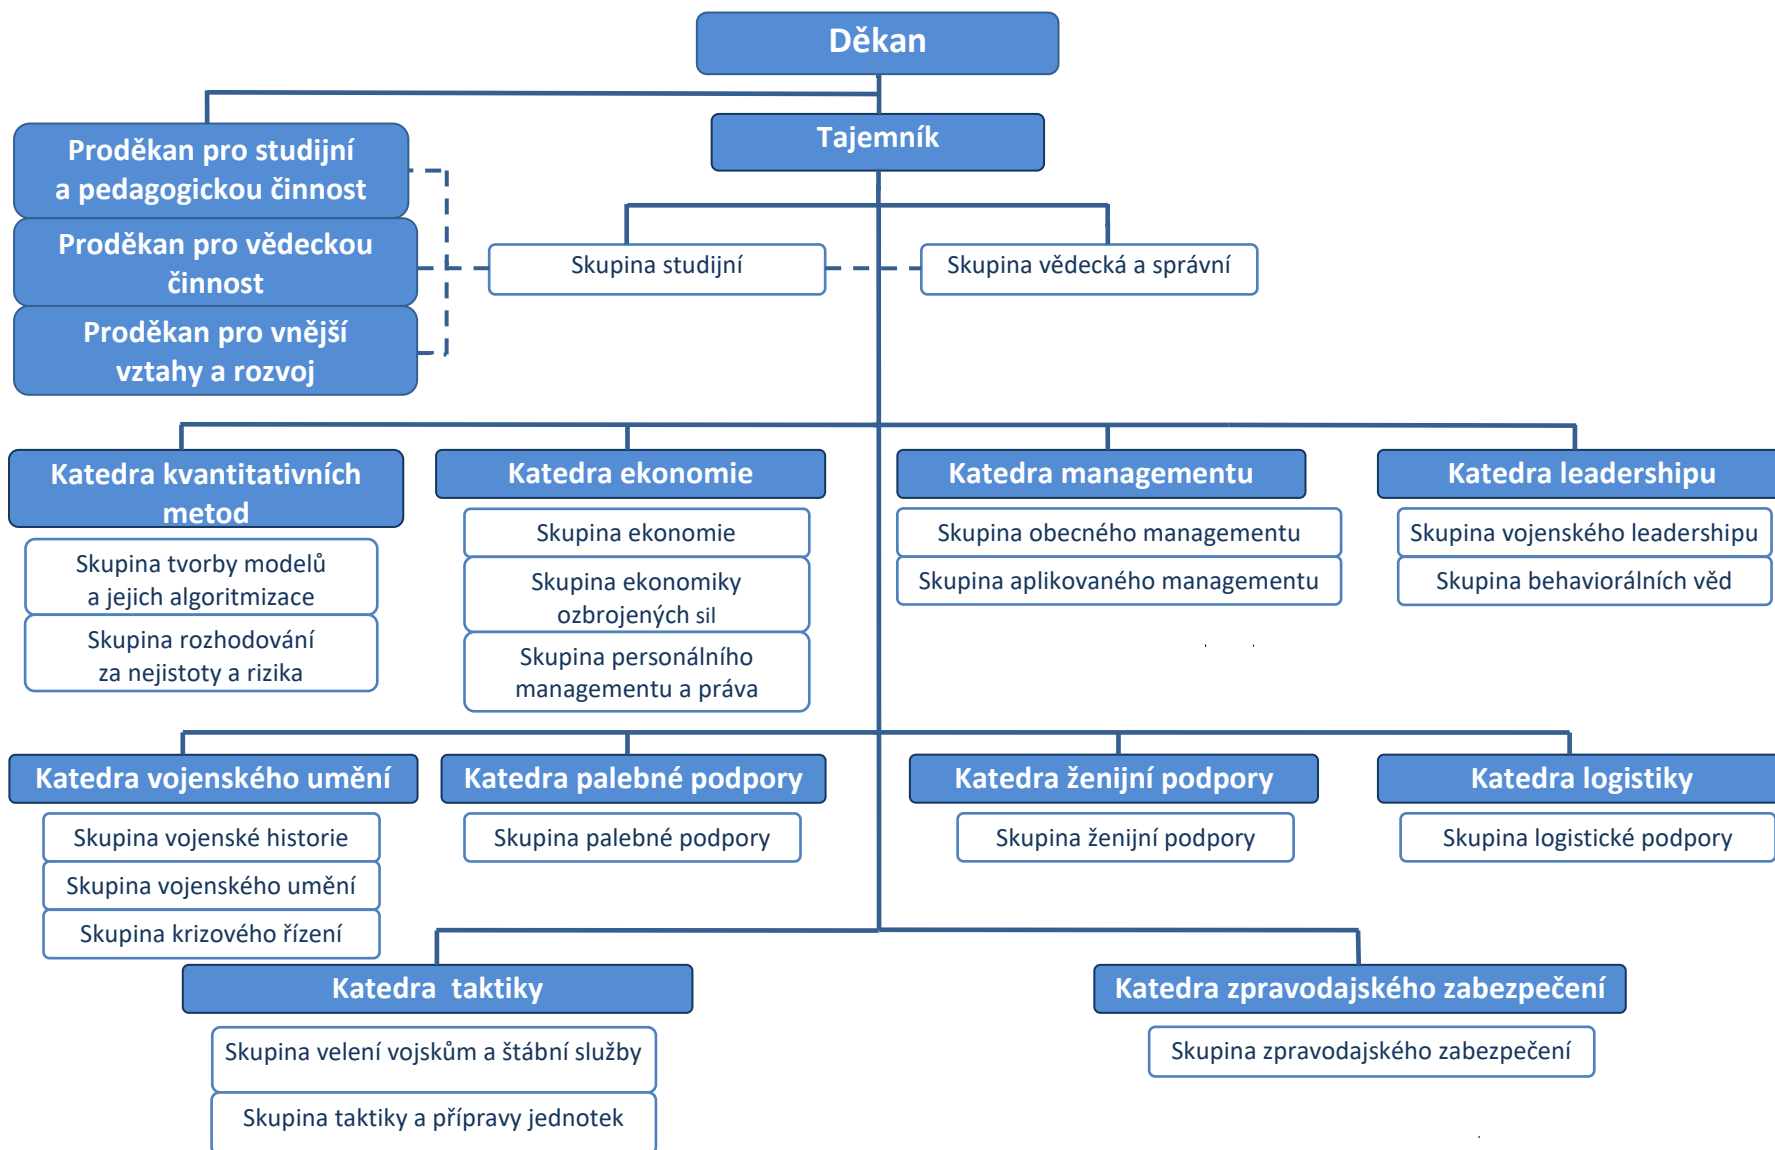 Děkan
Tajemník
Proděkan pro studijní
a pedagogickou činnost
Proděkan pro vědeckou
činnost
Proděkan pro vnější
vztahy a rozvoj
Skupina studijní
Skupina vědecká a správní
Katedra kvantitativních
metod
Skupina tvorby modelů
a jejich algoritmizace
Skupina rozhodování
za nejistoty a rizika
Katedra ekonomie
Skupina ekonomie
Skupina ekonomiky
ozbrojených sil
Skupina personálního
managementu a práva
Katedra managementu
Skupina obecného managementu
Skupina aplikovaného managementu
Katedra leadershipu
Skupina vojenského leadershipu
Skupina behaviorálních věd
Katedra vojenského umění
Skupina vojenské historie
Skupina vojenského umění
Skupina krizového řízení
Katedra palebné podpory
Skupina palebné podpory
Katedra ženijní podpory
Skupina ženijní podpory
Katedra logistiky
Skupina logistické podpory
Katedra taktiky
Skupina velení vojskům a štábní služby
Skupina taktiky a přípravy jednotek
Katedra zpravodajského zabezpečení
Skupina zpravodajského zabezpečení